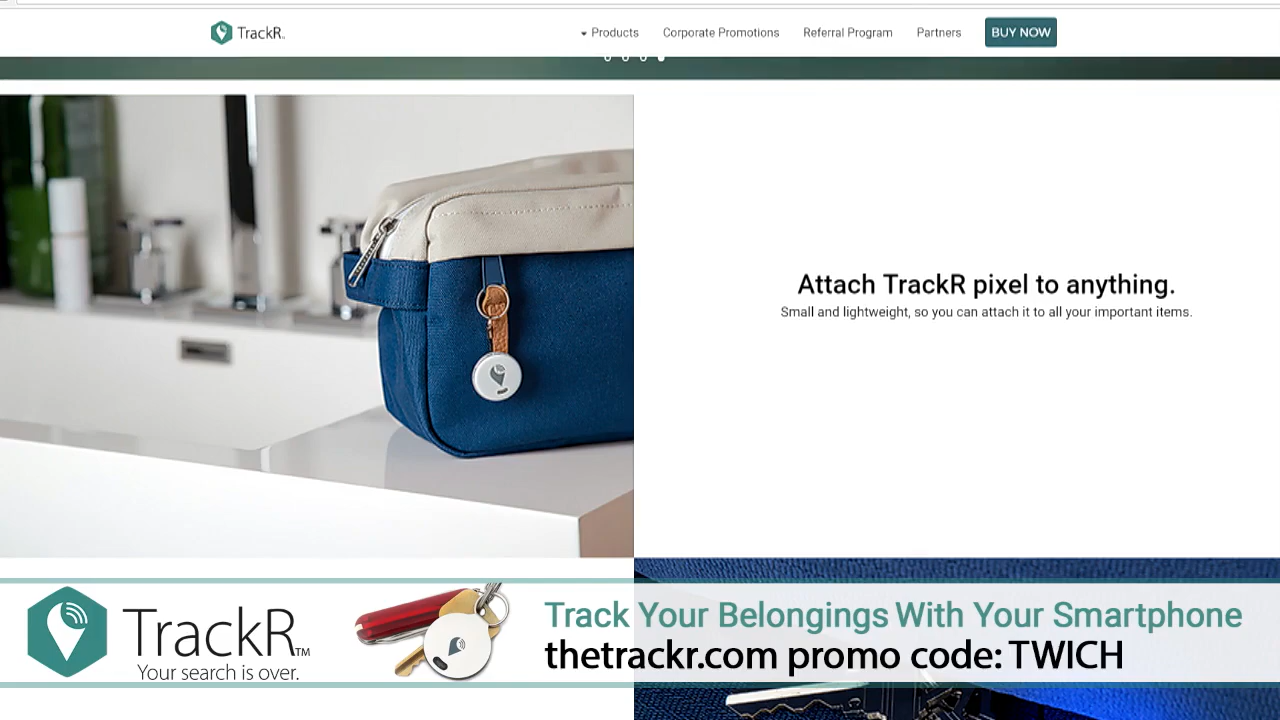 TrackR
Products Corporate Promotions Referral Program Partners BUY NOW
Attach TrackR pixel to anything.
Small and lightweight, so you can attach it to all your important items.
TrackR™
Your search is over.
Track Your Belongings With Your Smartphone
thetrackr.com promo code: TWICH